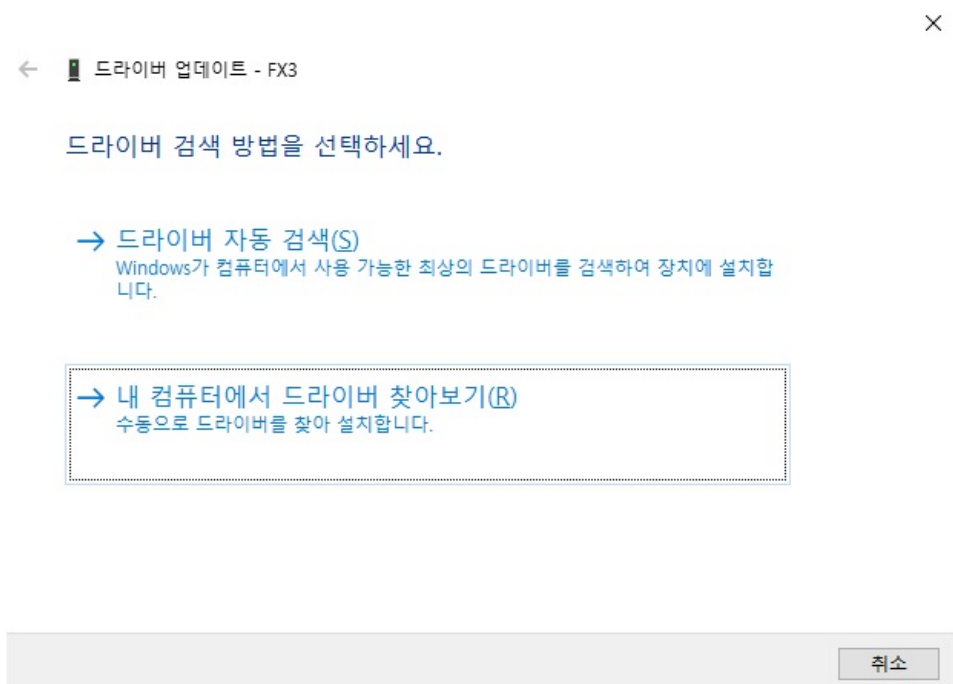 드라이버 업데이트 - FX3
드라이버 검색 방법을 선택하세요.
드라이버 자동 검색(S)
Windows가 컴퓨터에서 사용 가능한 최상의 드라이버를 검색하여 장치에 설치합
니다.
내 컴퓨터에서 드라이버 찾아보기(R)
수동으로 드라이버를 찾아 설치합니다.
취소